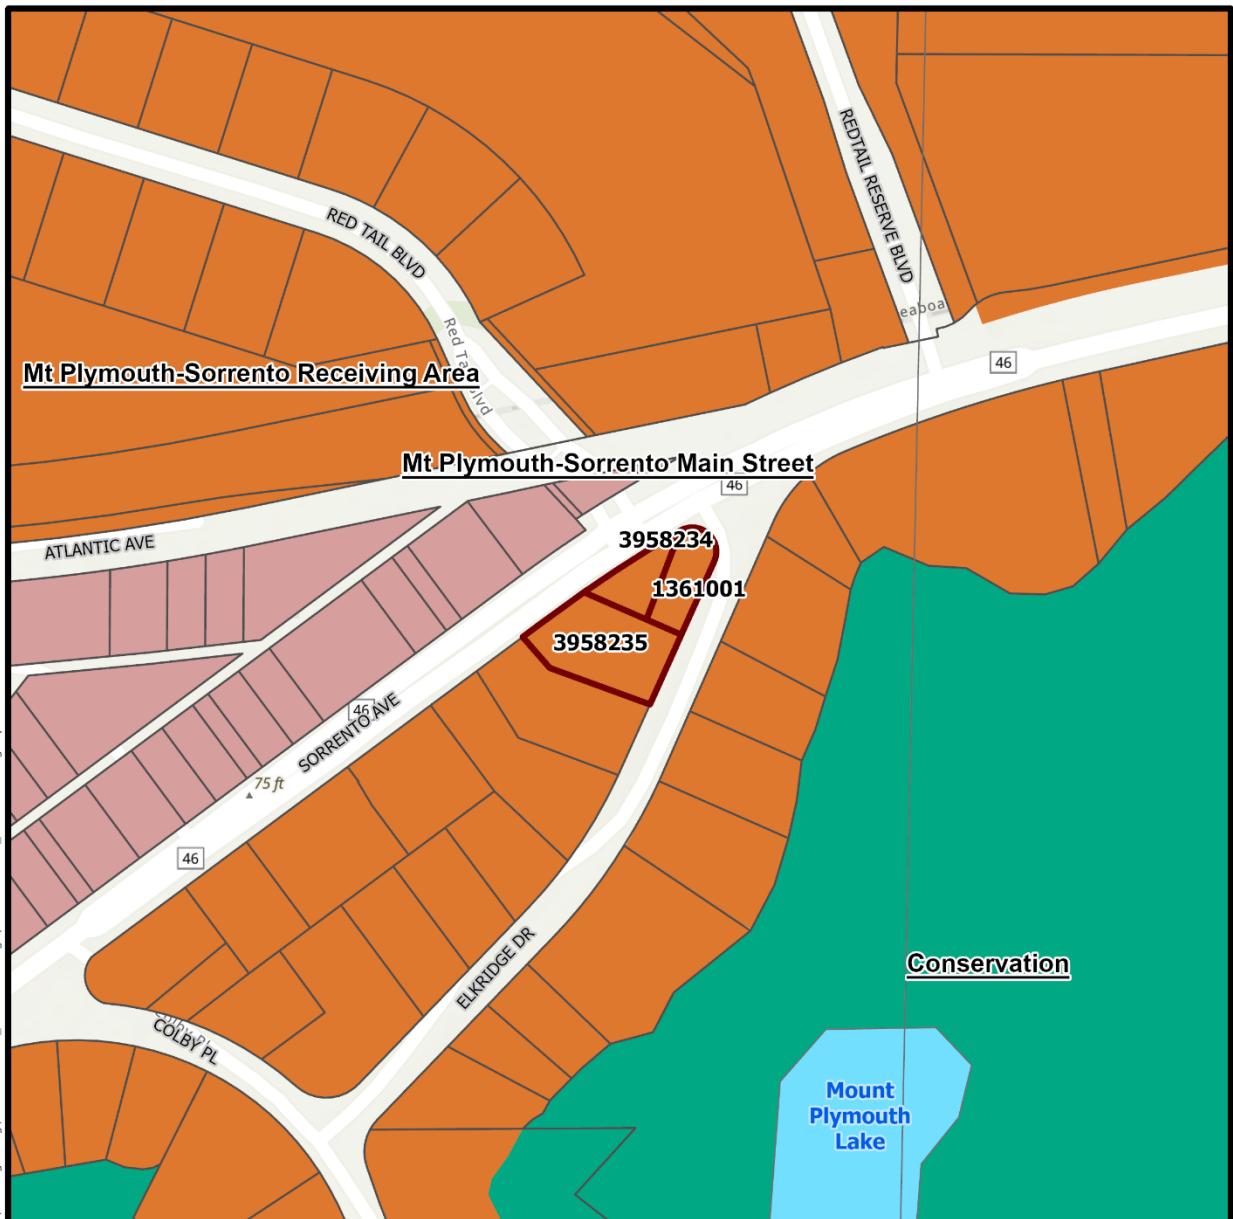 REDTAIL RESERVE BLVD
RED TAIL BLVD
eaboa
Red Ta
lvd
46
Mt Plymouth-Sorrento Receiving Area
Mt Plymouth-Sorrento Main Street
46
ATLANTIC AVE
3958234
1361001
3958235
46
SORRENTO AVE
75 ft
46
ELKRIDGE DR
Conservation
COLBY PL
Mount
Plymouth
Lake